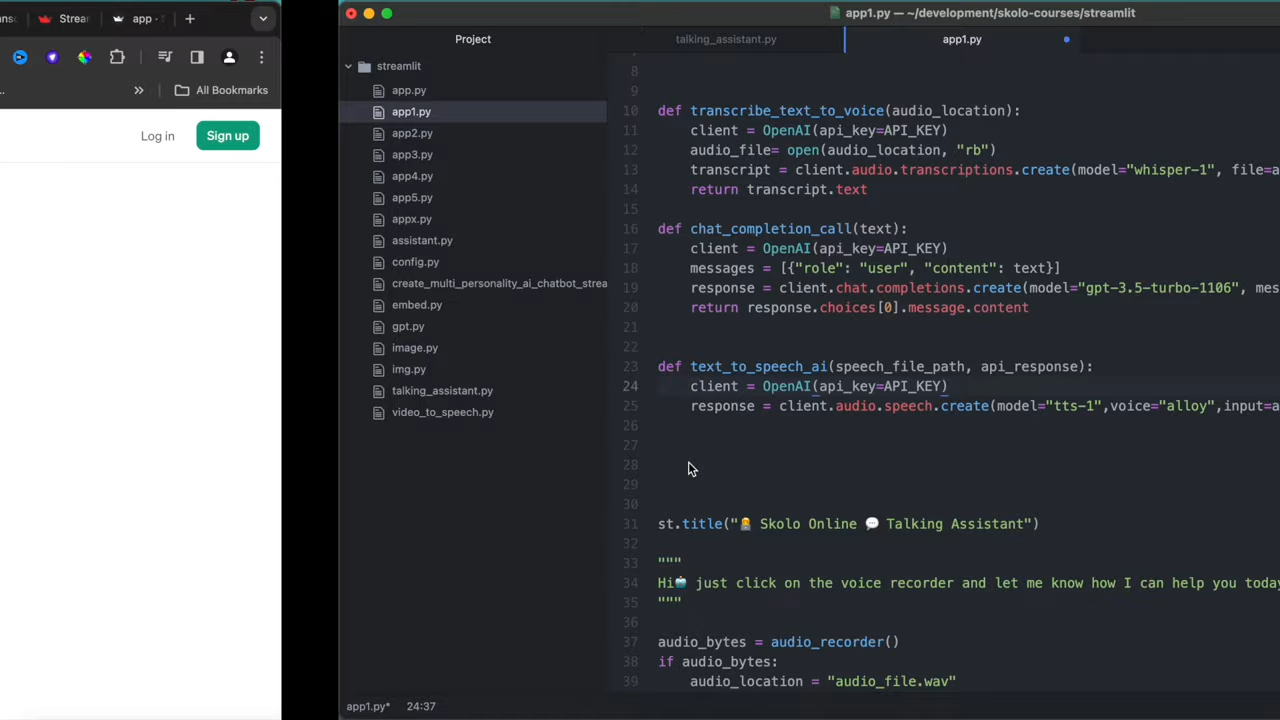 Strear
app ·
All Bookmarks
Log in
Sign up
app1.py — ~/development/skolo-courses/streamlit
Project
talking_assistant.py
app1.py
streamlit
app.py
app1.py
app2.py
app3.py
app4.py
app5.py
appx.py
assistant.py
config.py
create_multi_personality_ai_chatbot_strea
embed.py
gpt.py
image.py
img.py
talking_assistant.py
video_to_speech.py
8
9
10 def transcribe_text_to_voice(audio_location):
11 client = OpenAI(api_key=API_KEY)
12 audio_file= open(audio_location, "rb")
13 transcript = client.audio.transcriptions.create(model="whisper-1", file=a
14 return transcript.text
15
16 def chat_completion_call(text):
17 client = OpenAI(api_key=API_KEY)
18 messages = [{"role": "user", "content": text}]
19 response = client.chat.completions.create(model="gpt-3.5-turbo-1106", mes
20 return response.choices[0].message.content
21
22
23 def text_to_speech_ai(speech_file_path, api_response):
24 client = OpenAI(api_key=API_KEY)
25 response = client.audio.speech.create(model="tts-1",voice="alloy",input=a
26
27
28
29
30
31 st.title("👩‍💼 Skolo Online 💬 Talking Assistant")
32
33 """
34 Hi🤖 just click on the voice recorder and let me know how I can help you today
35 """
36
37 audio_bytes = audio_recorder()
38 if audio_bytes:
39 audio_location = "audio_file.wav"
app1.py* 24:37